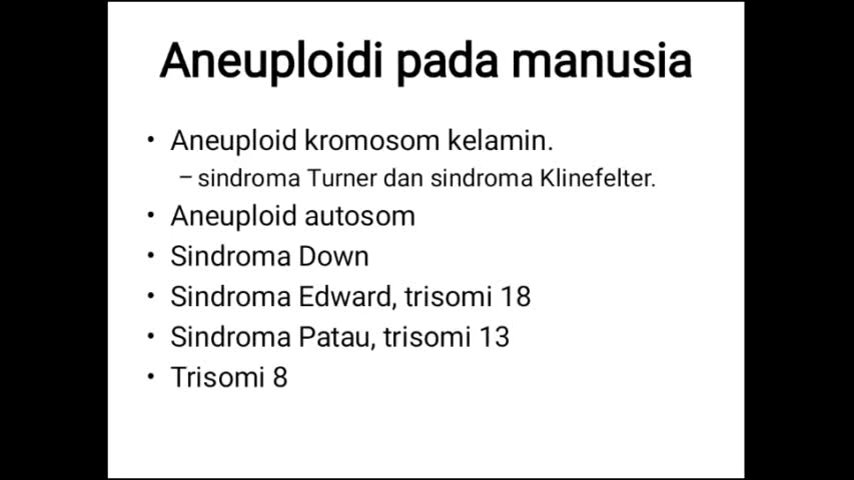 Aneuploidi pada manusia
• Aneuploid kromosom kelamin.
– sindroma Turner dan sindroma Klinefelter.
• Aneuploid autosom
• Sindroma Down
• Sindroma Edward, trisomi 18
• Sindroma Patau, trisomi 13
• Trisomi 8